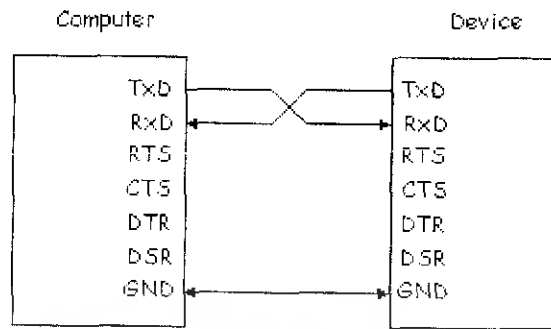 Computer Device
TxD TxD
RxD RxD
RTS RTS
CTS CTS
DTR DTR
DSR DSR
GND GND